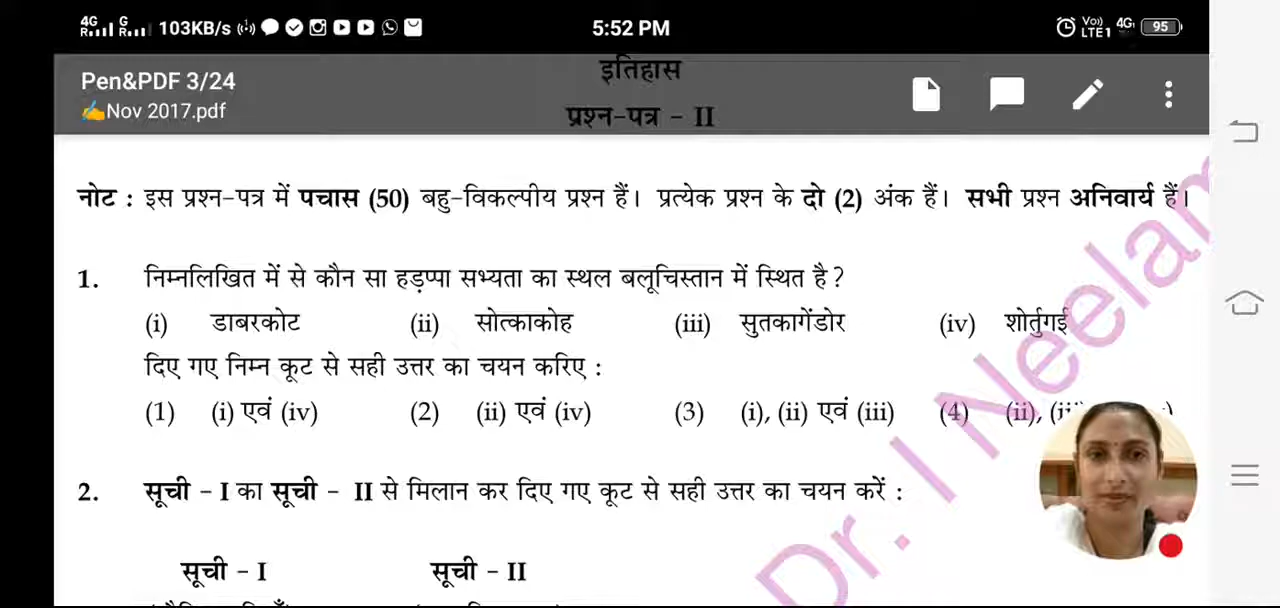 4G R G R 103KB/s 5:52 PM Vo) LTE1 4G 95
इतिहास
Pen&PDF 3/24
✍Nov 2017.pdf
प्रश्न-पत्र - II
नोट : इस प्रश्न-पत्र में पचास (50) बहु-विकल्पीय प्रश्न हैं। प्रत्येक प्रश्न के दो (2) अंक हैं। सभी प्रश्न अनिवार्य हैं।
1. निम्नलिखित में से कौन सा हड़प्पा सभ्यता का स्थल बलूचिस्तान में स्थित है ?
(i) डाबरकोट (ii) सोत्काकोह (iii) सुतकागेंडोर (iv) शोर्तुगई
दिए गए निम्न कूट से सही उत्तर का चयन करिए :
(1) (i) एवं (iv) (2) (ii) एवं (iv) (3) (i), (ii) एवं (iii) (4) (ii),
2. सूची - I का सूची - II से मिलान कर दिए गए कूट से सही उत्तर का चयन करें :
सूची - I सूची - II
Dr. I Neelam